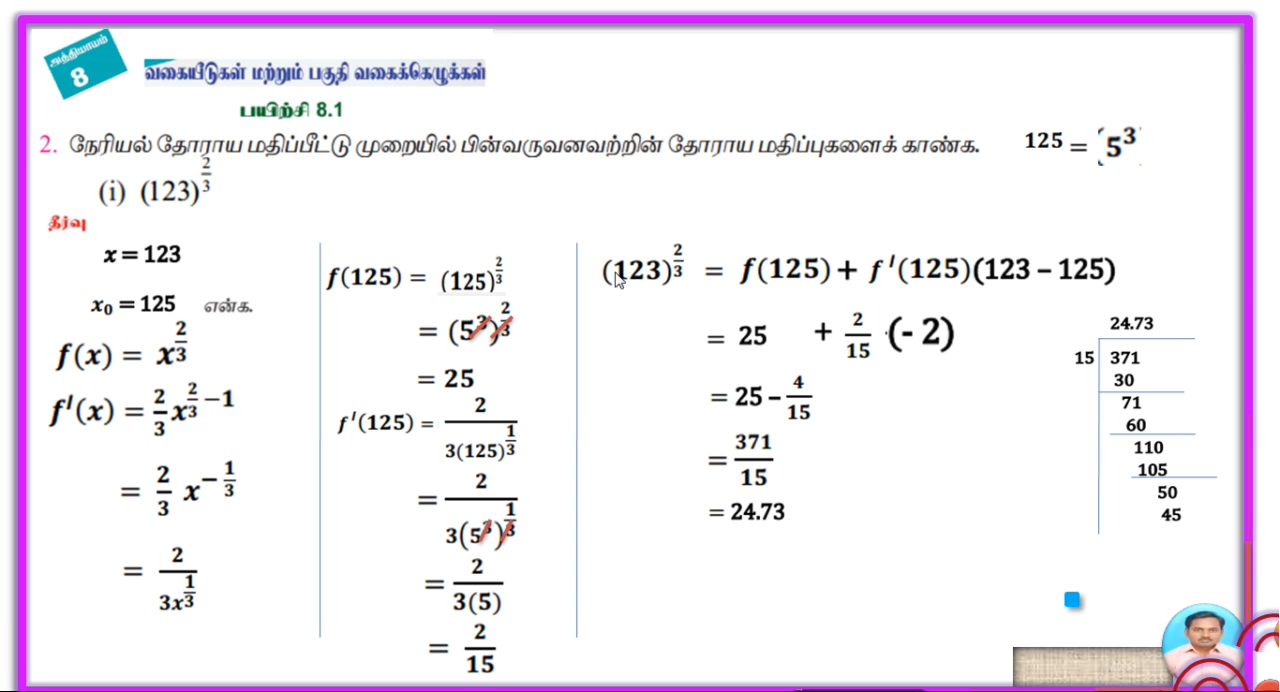 அத்தியாயம்
8
வகையீடுகள் மற்றும் பகுதி வகைக்கெழுக்கள்
பயிற்சி 8.1
2. நேரியல் தோராய மதிப்பீட்டு முறையில் பின்வருவனவற்றின் தோராய மதிப்புகளைக் காண்க. 125 = (5³)
(i) (123)^(2/3)
தீர்வு
x = 123
x₀ = 125 என்க.
f(x) = x^(2/3)
f'(x) = 2/3 x^(2/3 – 1)
= 2/3 x^(–1/3)
= 2/(3x^(1/3))
f(125) = (125)^(2/3)
= (5³)^(2/3)
= 25
f'(125) = 2/(3(125)^(1/3))
= 2/(3(5³)^(1/3))
= 2/(3(5))
= 2/15
(123)^(2/3) = f(125) + f'(125)(123 – 125)
= 25 + 2/15 (- 2)
= 25 – 4/15
= 371/15
= 24.73
24.73
15 371
30
71
60
110
105
50
45